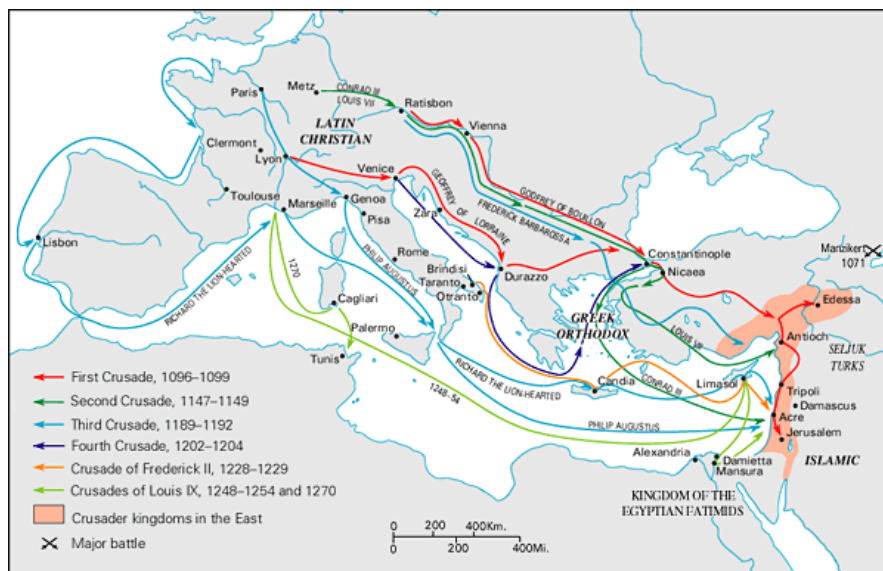 Paris
Metz
CONRAD III
LOUIS VII
Ratisbon
Vienna
LATIN
CHRISTIAN
Clermont
Lyon
Venice
GEOFFREY OF LORRAINE
GODFREY OF BOUILLON
FREDERICK BARBAROSSA
Toulouse
Marseille
Genoa
Pisa
Zara
Lisbon
RICHARD THE LION-HEARTED
1270
PHILIP AUGUSTUS
Rome
Brindisi
Taranto
Otranto
Durazzo
Constantinople
Nicaea
Manzikert
1071
Edessa
GREEK
ORTHODOX
Cagliari
Palermo
Tunis
LOUIS VII
Antioch
SELJUK
TURKS
RICHARD THE LION-HEARTED
Candia
CONRAD III
Limasol
Tripoli
Damascus
1248–54
PHILIP AUGUSTUS
Acre
Jerusalem
Alexandria
Damietta
Mansura
ISLAMIC
KINGDOM OF THE
EGYPTIAN FATIMIDS
First Crusade, 1096–1099
Second Crusade, 1147–1149
Third Crusade, 1189–1192
Fourth Crusade, 1202–1204
Crusade of Frederick II, 1228–1229
Crusades of Louis IX, 1248–1254 and 1270
Crusader kingdoms in the East
Major battle
0 200 400Km.
0 200 400Mi.